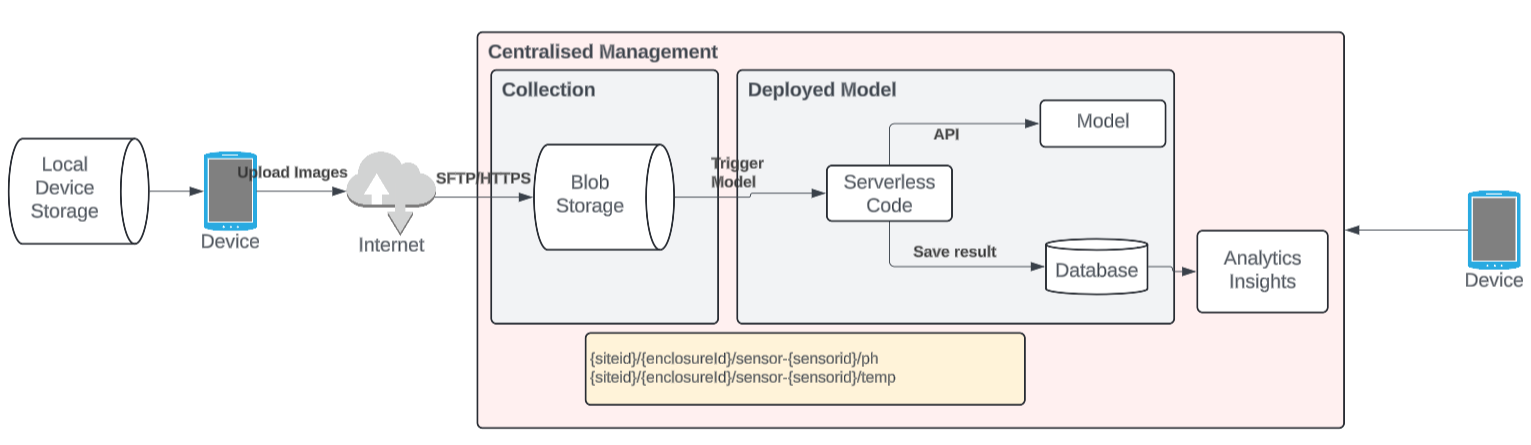 Centralised Management
Collection
Deployed Model
Local
Device
Storage
Device
Upload Images
Internet
SFTP/HTTPS
Blob
Storage
Trigger
Model
Serverless
Code
API
Model
Save result
Database
Analytics
Insights
Device
{siteid}/{enclosureId}/sensor-{sensorid}/ph
{siteid}/{enclosureId}/sensor-{sensorid}/temp